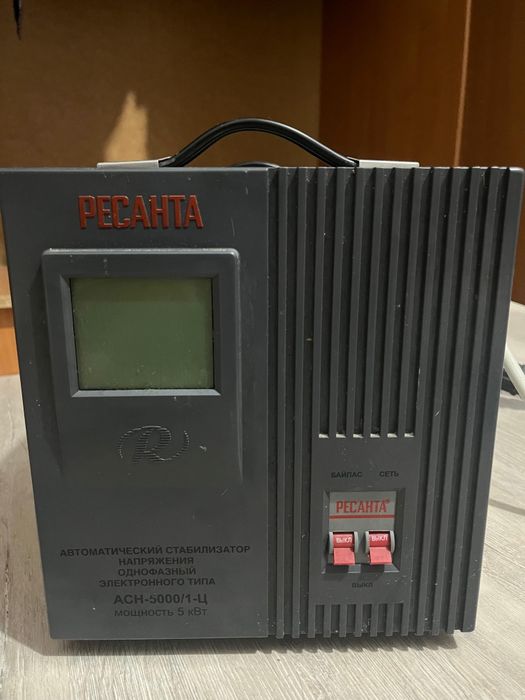 РЕСАНТА
БАЙПАС СЕТЬ
РЕСАНТА®
ВЫКЛ ВЫКЛ
ВЫКЛ
АВТОМАТИЧЕСКИЙ СТАБИЛИЗАТОР
НАПРЯЖЕНИЯ
ОДНОФАЗНЫЙ
ЭЛЕКТРОННОГО ТИПА
АСН-5000/1-Ц
мощность 5 кВт